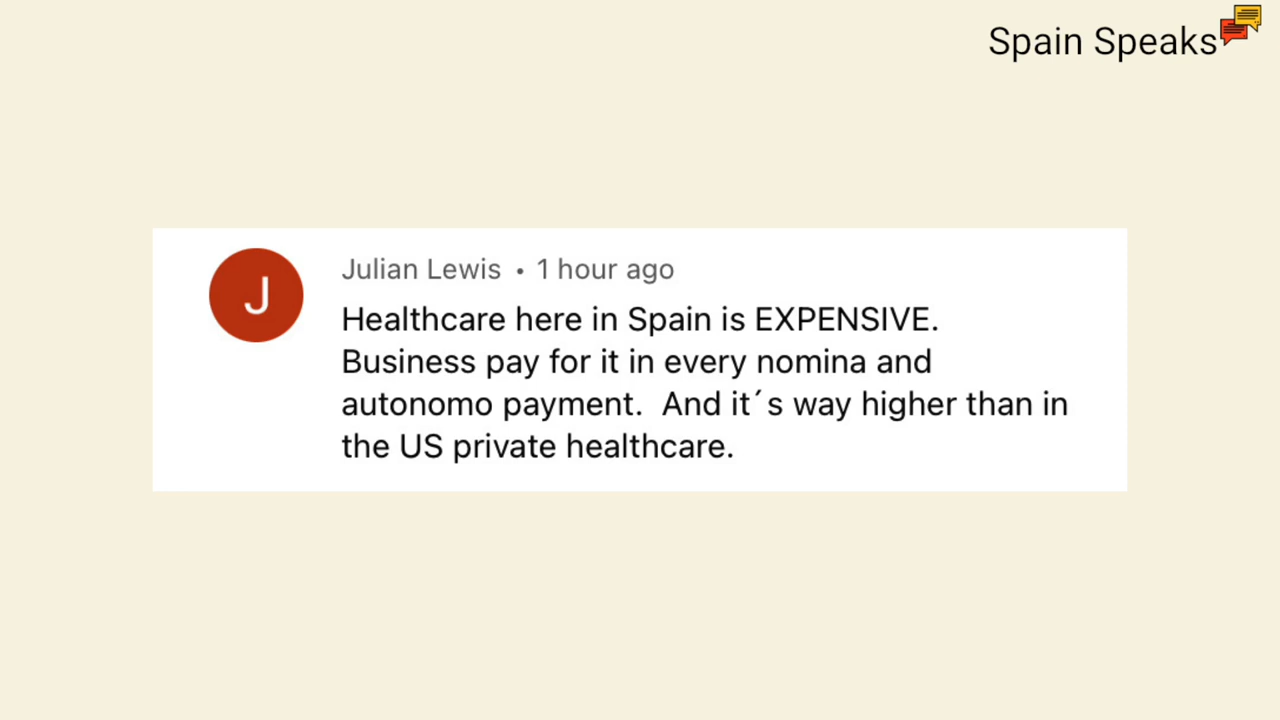 Spain Speaks
J
Julian Lewis • 1 hour ago
Healthcare here in Spain is EXPENSIVE.
Business pay for it in every nomina and
autonomo payment.  And it´s way higher than in
the US private healthcare.